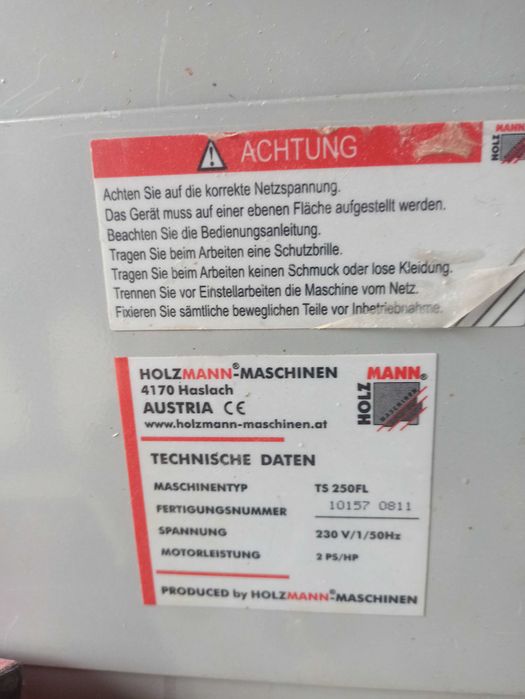 ACHTUNG
HOLZ MANN
Achten Sie auf die korrekte Netzspannung.
Das Gerät muss auf einer ebenen Fläche aufgestellt werden.
Beachten Sie die Bedienungsanleitung.
Tragen Sie beim Arbeiten eine Schutzbrille.
Tragen Sie beim Arbeiten keinen Schmuck oder lose Kleidung.
Trennen Sie vor Einstellarbeiten die Maschine vom Netz.
Fixieren Sie sämtliche beweglichen Teile vor Inbetriebnahme.
HOLZMANN®-MASCHINEN
4170 Haslach
AUSTRIA CE
www.holzmann-maschinen.at
HOLZ MANN®
MASCHINEN
TECHNISCHE DATEN
MASCHINENTYP TS 250FL
FERTIGUNGSNUMMER 10157 0811
SPANNUNG 230 V/1/50Hz
MOTORLEISTUNG 2 PS/HP
PRODUCED by HOLZMANN®-MASCHINEN